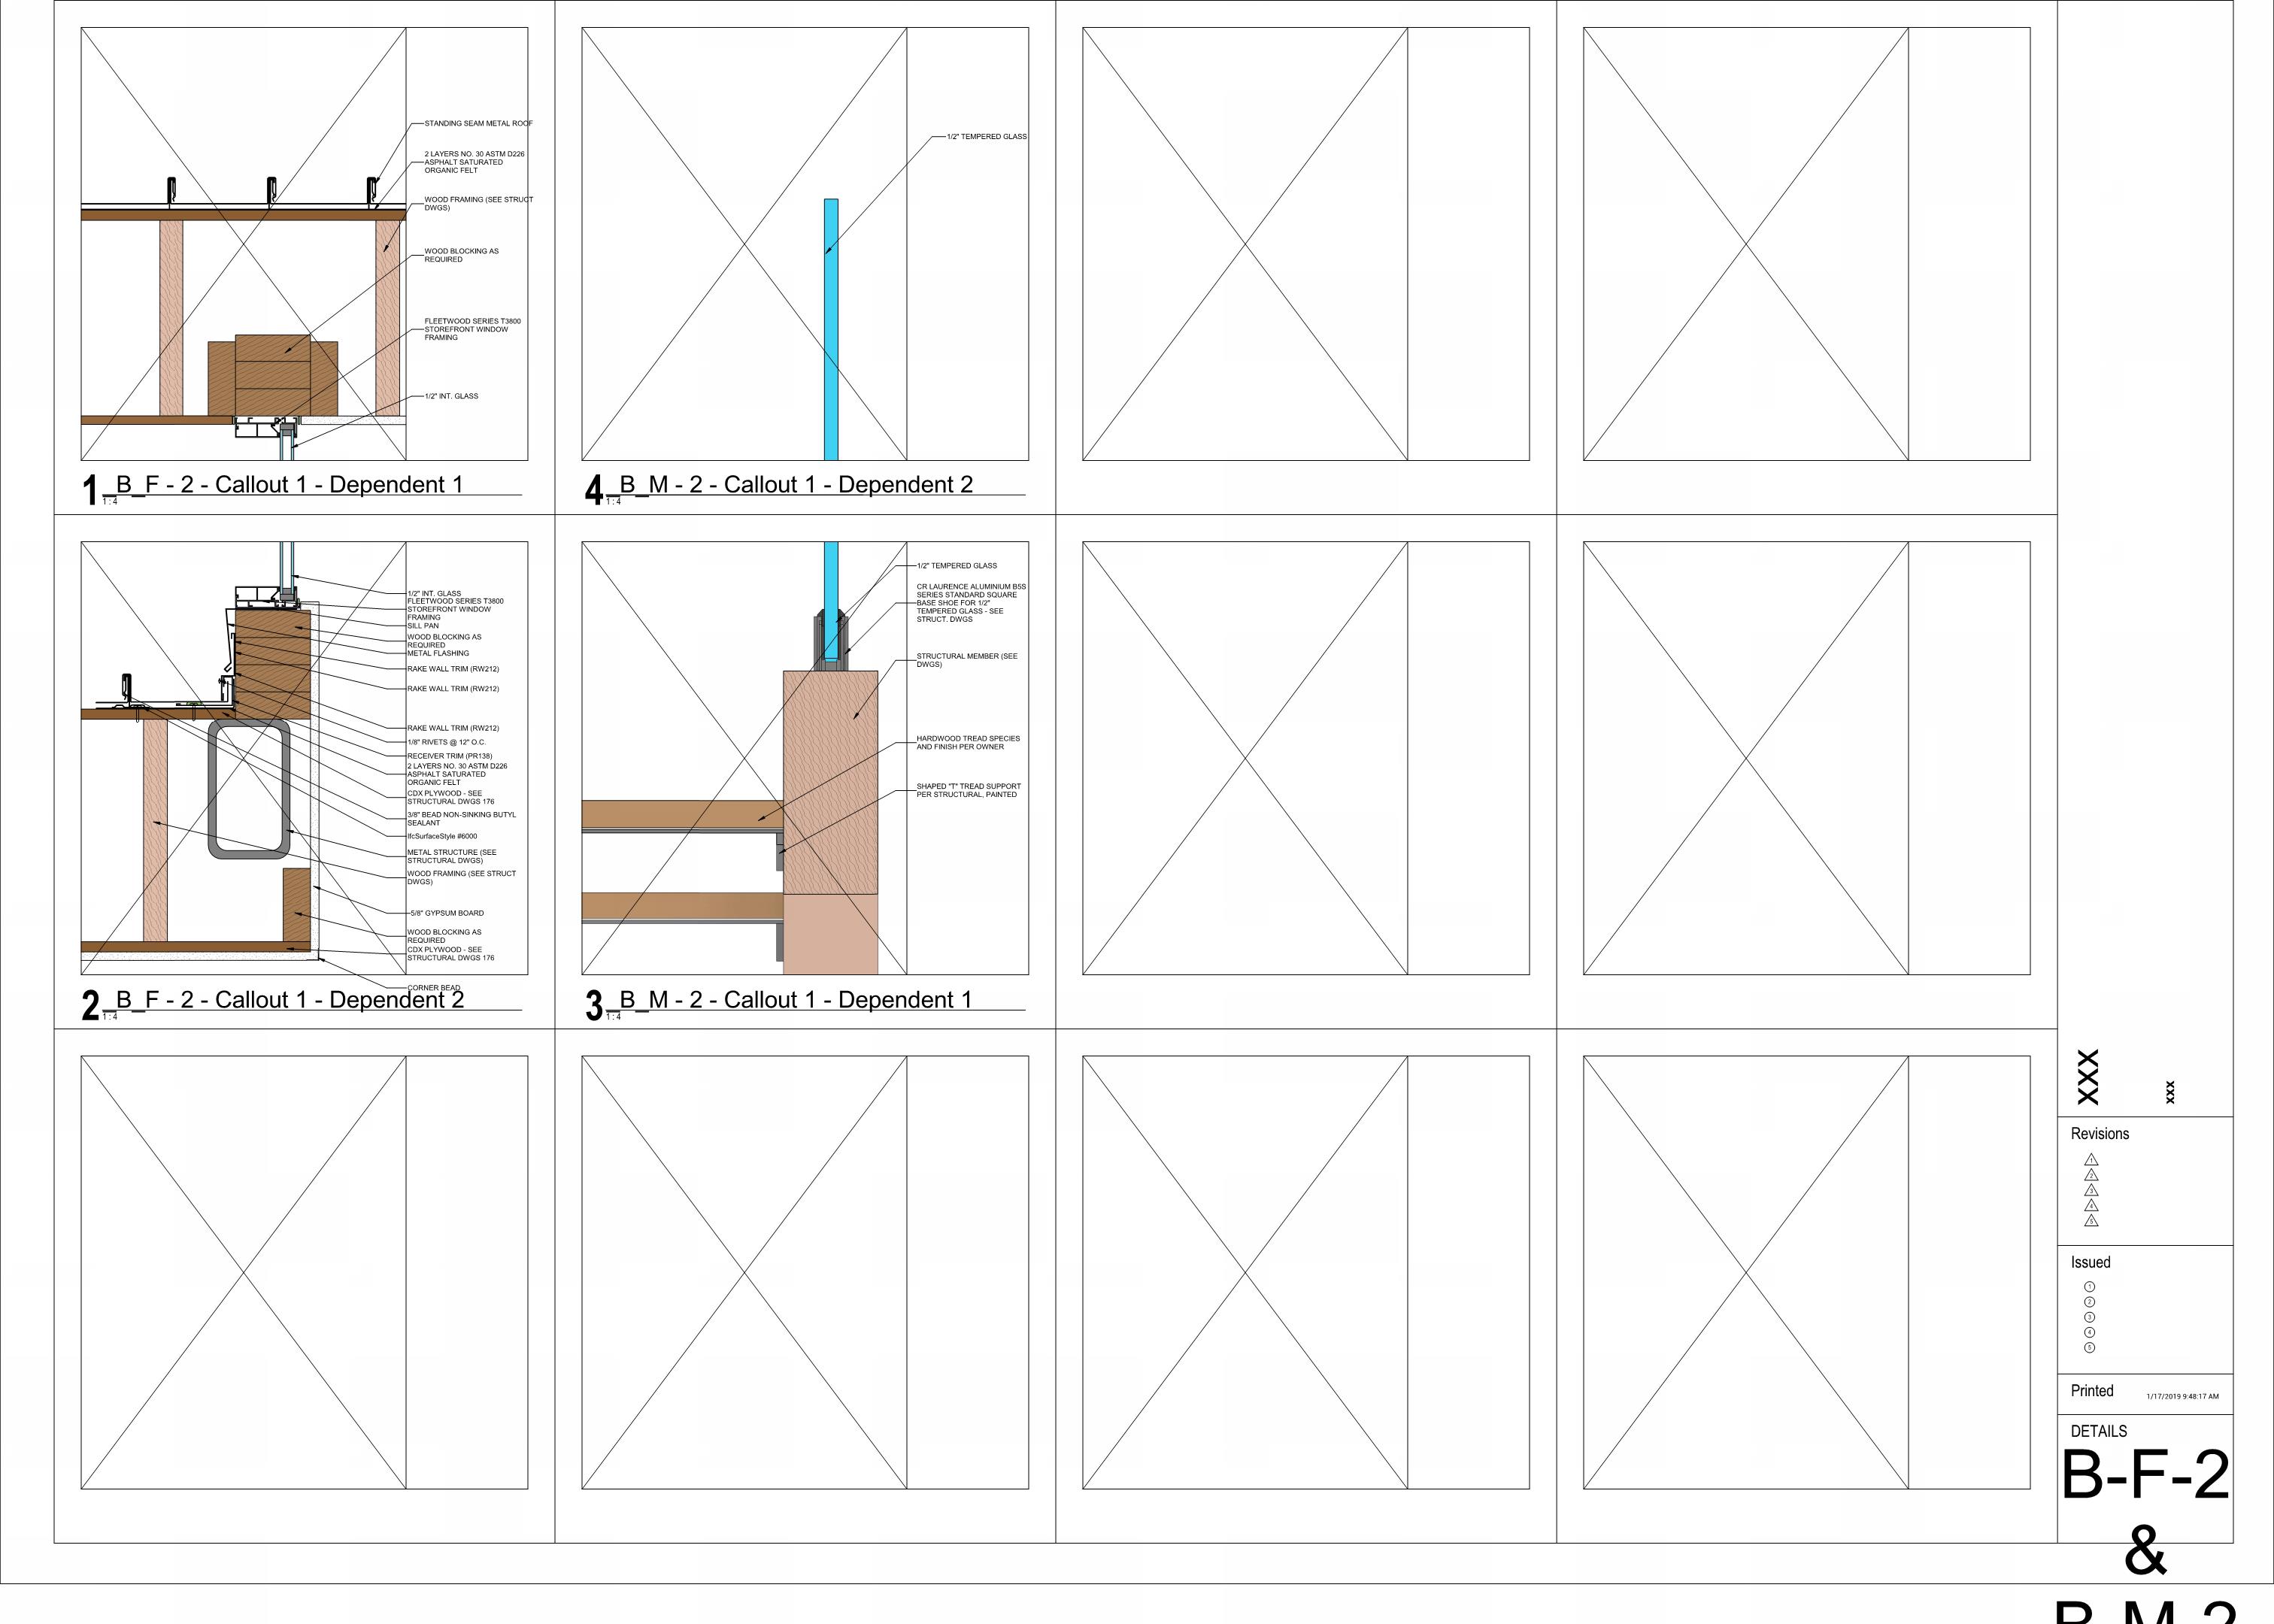 STANDING SEAM METAL ROOF
2 LAYERS NO. 30 ASTM D226
ASPHALT SATURATED
ORGANIC FELT
WOOD FRAMING (SEE STRUCT
DWGS)
WOOD BLOCKING AS
REQUIRED
FLEETWOOD SERIES T3800
STOREFRONT WINDOW
FRAMING
1/2" INT. GLASS
1 _B_F - 2 - Callout 1 - Dependent 1
1 : 4
1/2" TEMPERED GLASS
4 _B_M - 2 - Callout 1 - Dependent 2
1 : 4
1/2" INT. GLASS
FLEETWOOD SERIES T3800
STOREFRONT WINDOW
FRAMING
SILL PAN
WOOD BLOCKING AS
REQUIRED
METAL FLASHING
RAKE WALL TRIM (RW212)
RAKE WALL TRIM (RW212)
RAKE WALL TRIM (RW212)
1/8" RIVETS @ 12" O.C.
RECEIVER TRIM (PR138)
2 LAYERS NO. 30 ASTM D226
ASPHALT SATURATED
ORGANIC FELT
CDX PLYWOOD - SEE
STRUCTURAL DWGS 176
3/8" BEAD NON-SINKING BUTYL
SEALANT
IfcSurfaceStyle #6000
METAL STRUCTURE (SEE
STRUCTURAL DWGS)
WOOD FRAMING (SEE STRUCT
DWGS)
5/8" GYPSUM BOARD
WOOD BLOCKING AS
REQUIRED
CDX PLYWOOD - SEE
STRUCTURAL DWGS 176
CORNER BEAD
2 _B_F - 2 - Callout 1 - Dependent 2
1 : 4
1/2" TEMPERED GLASS
CR LAURENCE ALUMINIUM B5S
SERIES STANDARD SQUARE
BASE SHOE FOR 1/2"
TEMPERED GLASS - SEE
STRUCT. DWGS
STRUCTURAL MEMBER (SEE
DWGS)
HARDWOOD TREAD SPECIES
AND FINISH PER OWNER
SHAPED "T" TREAD SUPPORT
PER STRUCTURAL, PAINTED
3 _B_M - 2 - Callout 1 - Dependent 1
1 : 4
XXX
XXX
Revisions
1
2
3
4
5
Issued
1
2
3
4
5
Printed 1/17/2019 9:48:17 AM
DETAILS
B-F-2
&
B-M-2